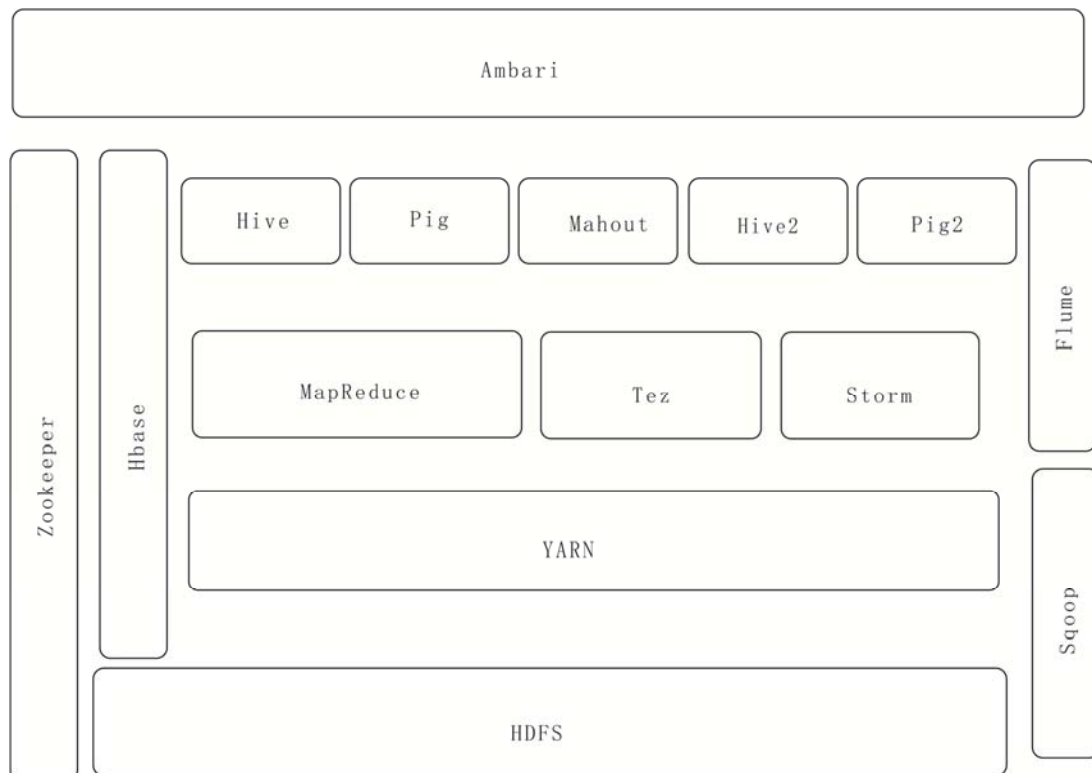 Ambari
Hive
Pig
Mahout
Hive2
Pig2
Flume
MapReduce
Tez
Storm
Hbase
Zookeeper
YARN
Sqoop
HDFS